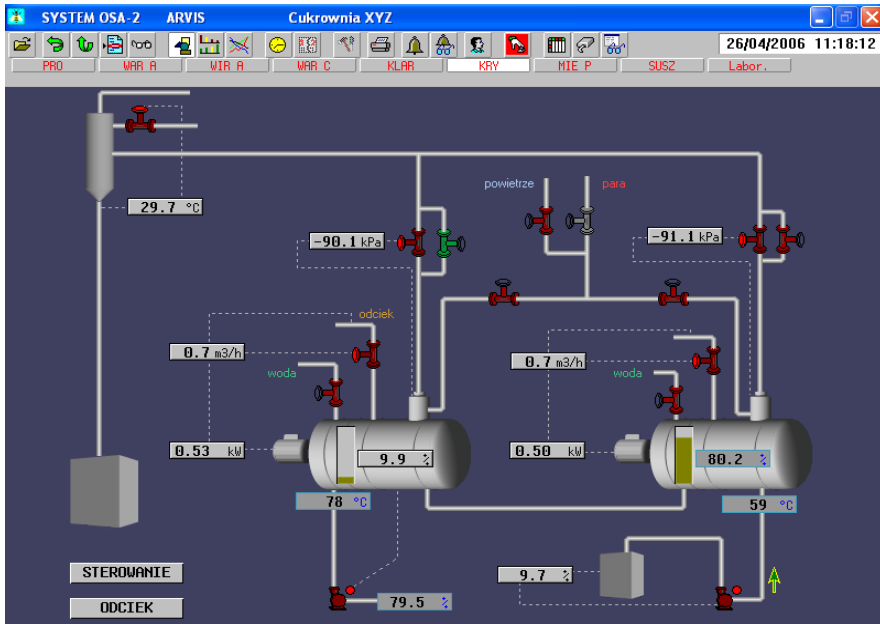 SYSTEM OSA-2 ARVIS Cukrownia XYZ
26/04/2006 11:18:12
PRO WAR A WIR A WAR C KLAR KRY MIE P SUSZ Labor.
powietrze para
29.7 °C
-90.1 kPa
-91.1 kPa
odciek
0.7 m3/h
0.7 m3/h
woda
woda
0.53 kW
9.9 %
0.50 kW
80.2 %
78 °C
59 °C
STEROWANIE
9.7 %
ODCIEK
79.5 %